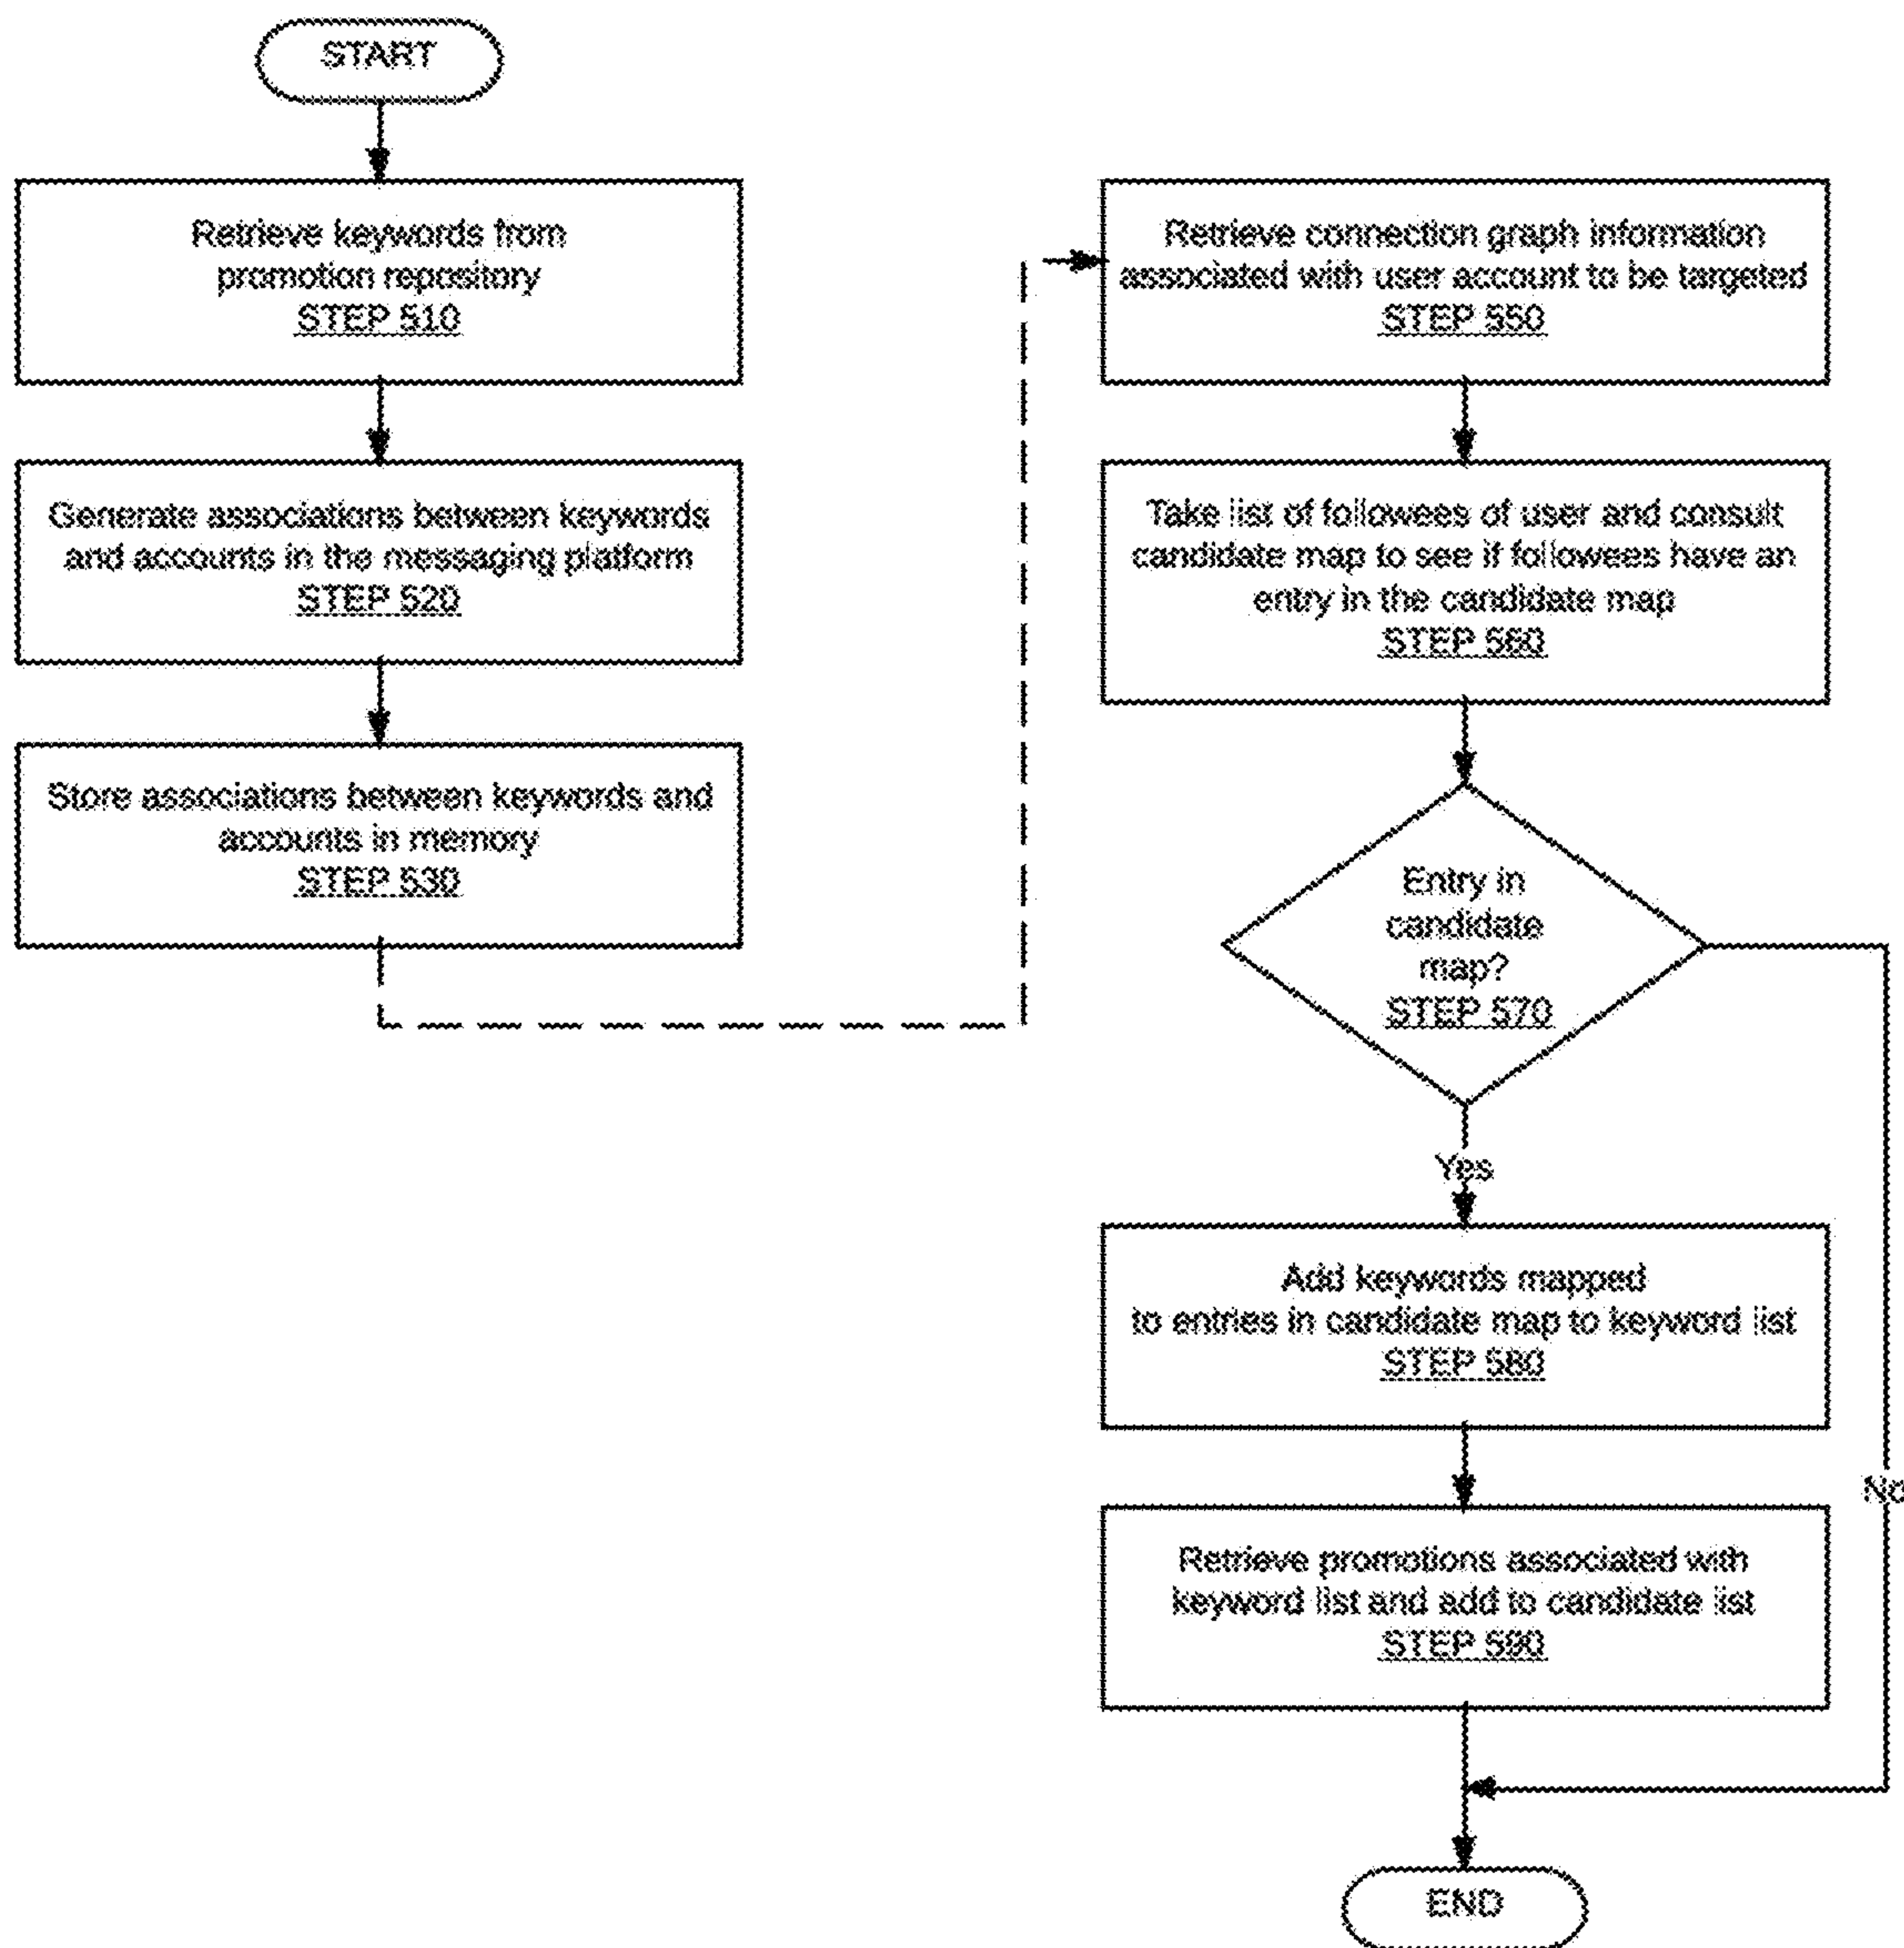 START
Retrieve keywords from
promotion repository
STEP 510
Generate associations between keywords
and accounts in the messaging platform
STEP 520
Store associations between keywords and
accounts in memory
STEP 530
Retrieve connection graph information
associated with user account to be targeted
STEP 550
Take list of followees of user and consult
candidate map to see if followees have an
entry in the candidate map
STEP 560
Entry in
candidate
map?
STEP 570
Yes
Add keywords mapped
to entries in candidate map to keyword list
STEP 580
No
Retrieve promotions associated with
keyword list and add to candidate list
STEP 590
END